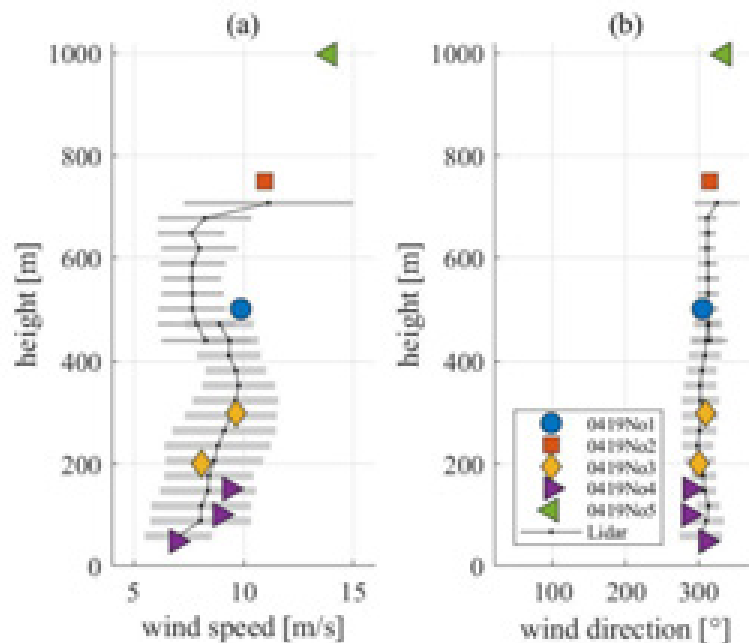 (a)
(b)
1000
800
600
400
200
0
height [m]
5
10
15
wind speed [m/s]
1000
800
600
400
200
0
height [m]
100
200
300
wind direction [°]
0419No1
0419No2
0419No3
0419No4
0419No5
Lidar